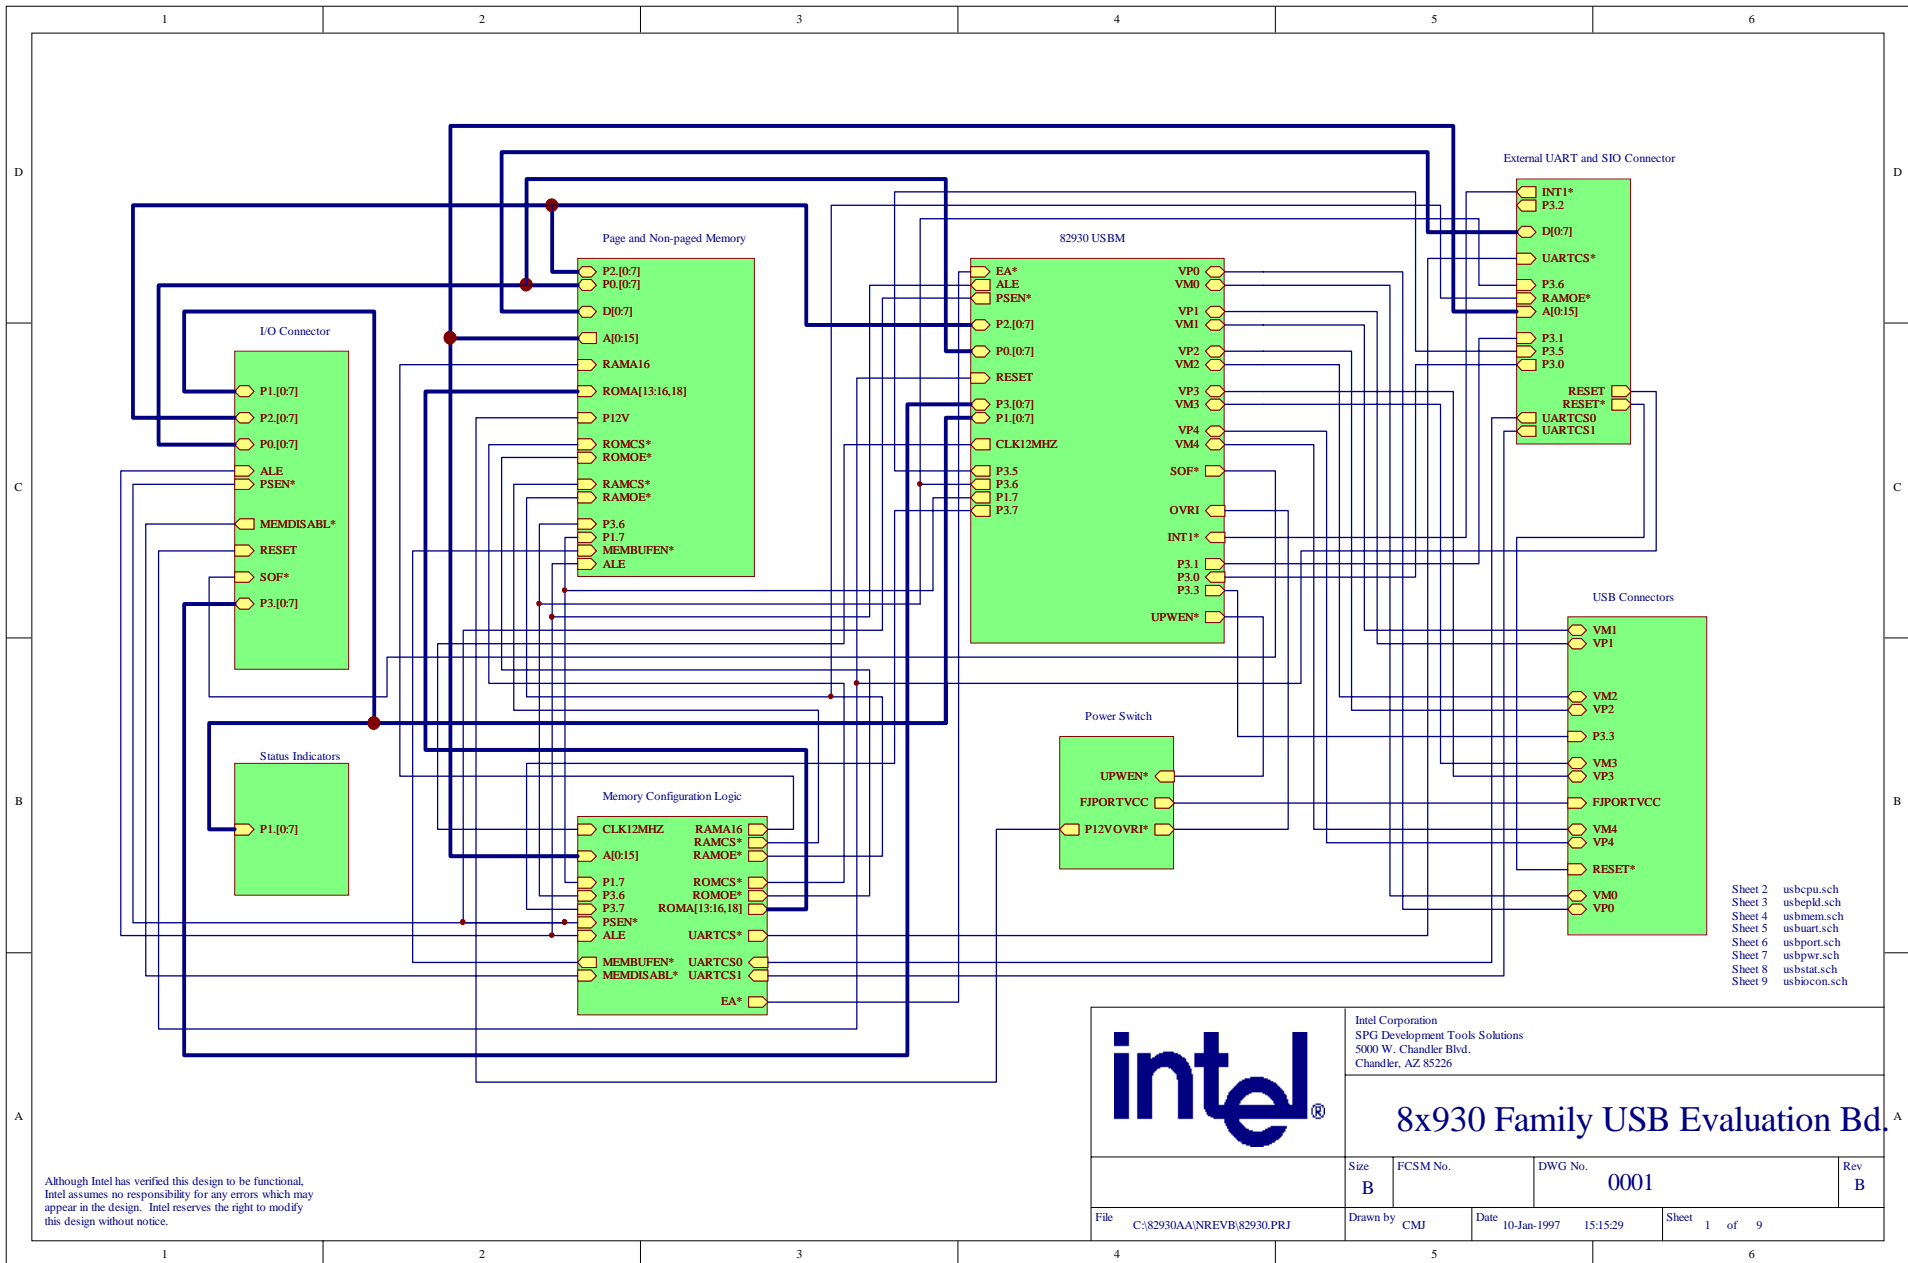 1 2 3 4 5 6
D
D
C
C
B
B
A
A
I/O Connector
P1.[0:7]
P2.[0:7]
P0.[0:7]
ALE
PSEN*
MEMDISABL*
RESET
SOF*
P3.[0:7]
Status Indicators
P1.[0:7]
Page and Non-paged Memory
P2.[0:7]
P0.[0:7]
D[0:7]
A[0:15]
RAMA16
ROMA[13:16,18]
P12V
ROMCS*
ROMOE*
RAMCS*
RAMOE*
P3.6
P1.7
MEMBUFEN*
ALE
Memory Configuration Logic
CLK12MHZ RAMA16
RAMCS*
A[0:15] RAMOE*
P1.7 ROMCS*
P3.6 ROMOE*
P3.7 ROMA[13:16,18]
PSEN*
ALE UARTCS*
MEMBUFEN* UARTCS0
MEMDISABL* UARTCS1
EA*
82930 USBM
EA* VP0
ALE VM0
PSEN*
VP1
P2.[0:7] VM1
P0.[0:7] VP2
VM2
RESET
VP3
P3.[0:7] VM3
P1.[0:7]
VP4
CLK12MHZ VM4
P3.5 SOF*
P3.6
P1.7
P3.7 OVRI
INT1*
P3.1
P3.0
P3.3
UPWEN*
Power Switch
UPWEN*
FJPORTVCC
P12VOVRI*
External UART and SIO Connector
INT1*
P3.2
D[0:7]
UARTCS*
P3.6
RAMOE*
A[0:15]
P3.1
P3.5
P3.0
RESET
RESET*
UARTCS0
UARTCS1
USB Connectors
VM1
VP1
VM2
VP2
P3.3
VM3
VP3
FJPORTVCC
VM4
VP4
RESET*
VM0
VP0
Sheet 2 usbcpu.sch
Sheet 3 usbepld.sch
Sheet 4 usbmem.sch
Sheet 5 usbuart.sch
Sheet 6 usbport.sch
Sheet 7 usbpwr.sch
Sheet 8 usbstat.sch
Sheet 9 usbiocon.sch
intel®
Intel Corporation
SPG Development Tools Solutions
5000 W. Chandler Blvd.
Chandler, AZ 85226
8x930 Family USB Evaluation Bd.
Size FCSM No. DWG No. Rev
B 0001 B
File C:\82930AA\NREVB\82930.PRJ
Drawn by CMJ Date 10-Jan-1997 15:15:29 Sheet 1 of 9
Although Intel has verified this design to be functional,
Intel assumes no responsibility for any errors which may
appear in the design. Intel reserves the right to modify
this design without notice.
1 2 3 4 5 6